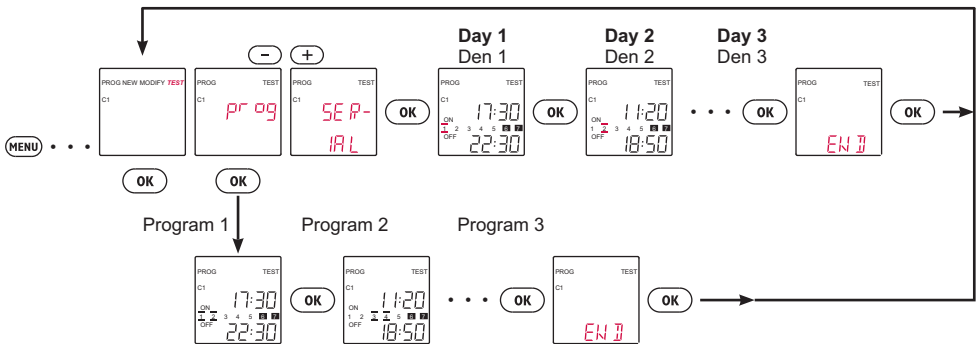 Day 1 Day 2 Day 3
Den 1 Den 2 Den 3
− +
PROG NEW MODIFY TEST
C1
PROG TEST
C1
Prog
PROG TEST
C1
SER-
IAL
OK
PROG TEST
C1
17:30
ON
1 2 3 4 5 6 7
OFF
22:30
OK
PROG TEST
C1
11:20
ON
1 2 3 4 5 6 7
OFF
18:50
• • •
OK
PROG TEST
C1
END
OK
MENU • • •
OK
OK
Program 1 Program 2 Program 3
PROG TEST
C1
17:30
ON
1 2 3 4 5 6 7
OFF
22:30
OK
PROG TEST
C1
11:20
ON
1 2 3 4 5 6 7
OFF
18:50
• • •
OK
PROG TEST
C1
END
OK